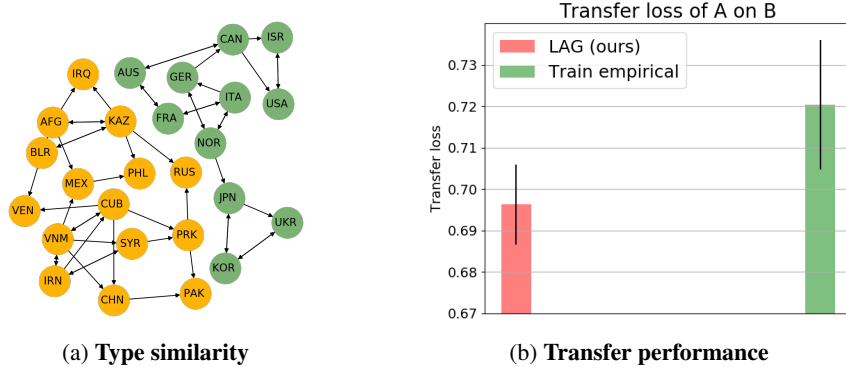 CAN
ISR
AUS
GER
IRQ
ITA
USA
FRA
AFG
KAZ
NOR
BLR
PHL
RUS
MEX
JPN
VEN
CUB
UKR
VNM
SYR
PRK
KOR
IRN
CHN
PAK
(a) Type similarity
Transfer loss of A on B
LAG (ours)
Train empirical
Transfer loss
0.73
0.72
0.71
0.70
0.69
0.68
0.67
(b) Transfer performance